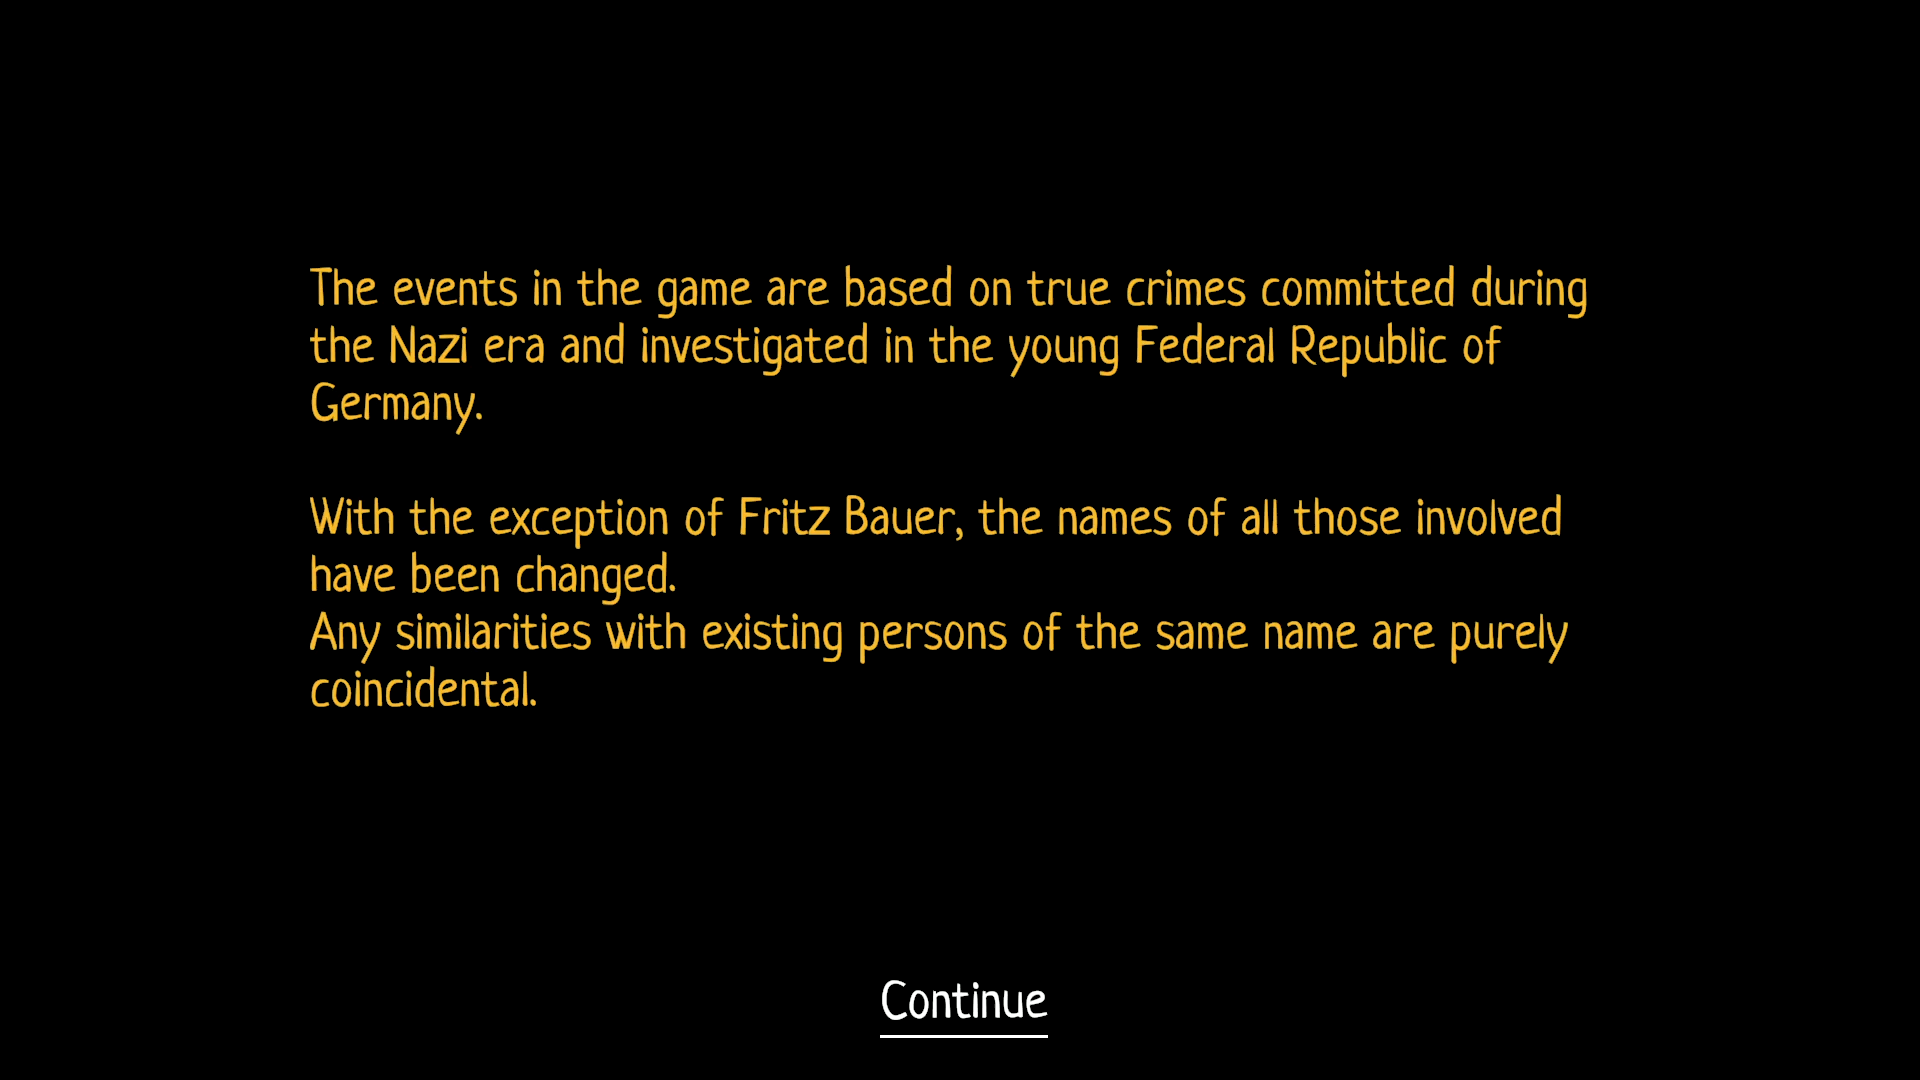 The events in the game are based on true crimes committed during
the Nazi era and investigated in the young Federal Republic of
Germany.
With the exception of Fritz Bauer, the names of all those involved
have been changed.
Any similarities with existing persons of the same name are purely
coincidental.
Continue